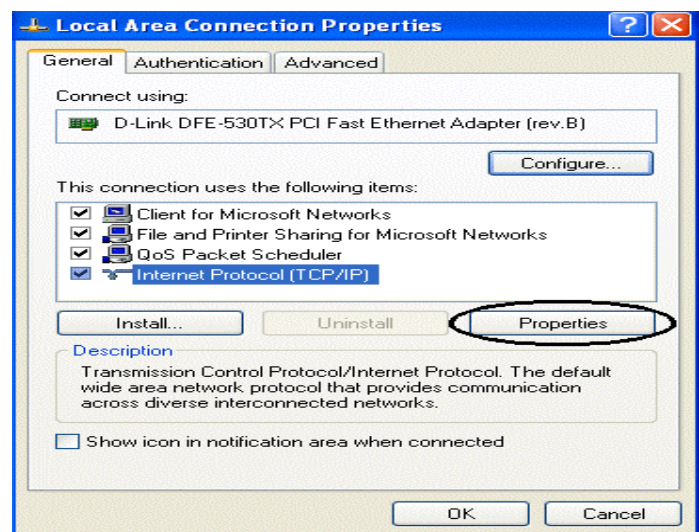 Local Area Connection Properties
General Authentication Advanced
Connect using:
D-Link DFE-530TX PCI Fast Ethernet Adapter (rev.B)
Configure...
This connection uses the following items:
Client for Microsoft Networks
File and Printer Sharing for Microsoft Networks
QoS Packet Scheduler
Internet Protocol (TCP/IP)
Install... Uninstall Properties
Description
Transmission Control Protocol/Internet Protocol. The default
wide area network protocol that provides communication
across diverse interconnected networks.
Show icon in notification area when connected
OK Cancel